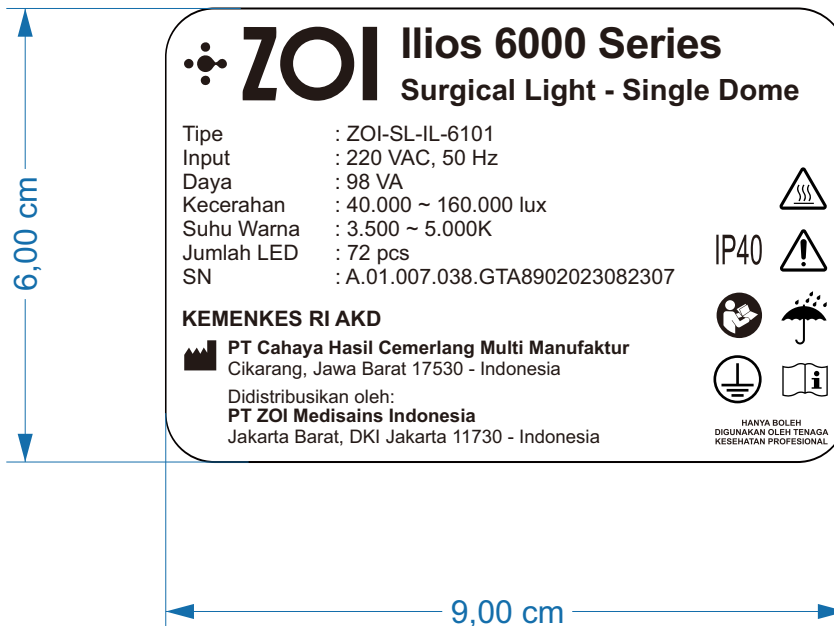 ZOI
Ilios 6000 Series
Surgical Light - Single Dome
Tipe : ZOI-SL-IL-6101
Input : 220 VAC, 50 Hz
Daya : 98 VA
Kecerahan : 40.000 ~ 160.000 lux
Suhu Warna : 3.500 ~ 5.000K
Jumlah LED : 72 pcs
SN : A.01.007.038.GTA8902023082307
IP40
KEMENKES RI AKD
PT Cahaya Hasil Cemerlang Multi Manufaktur
Cikarang, Jawa Barat 17530 - Indonesia
Didistribusikan oleh:
PT ZOI Medisains Indonesia
Jakarta Barat, DKI Jakarta 11730 - Indonesia
HANYA BOLEH
DIGUNAKAN OLEH TENAGA
KESEHATAN PROFESIONAL
6,00 cm
9,00 cm